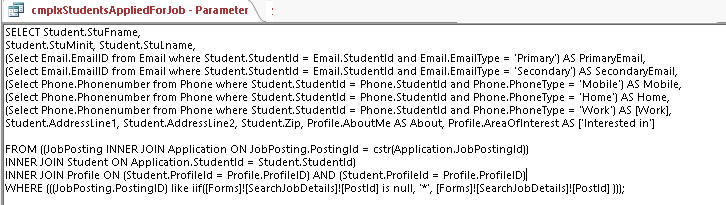 cmplxStudentsAppliedForJob - Parameter
SELECT Student.StuFname,
Student.StuMinit, Student.StuLname,
(Select Email.EmailID from Email where Student.StudentId = Email.StudentId and Email.EmailType = 'Primary') AS PrimaryEmail,
(Select Email.EmailID from Email where Student.StudentId = Email.StudentId and Email.EmailType = 'Secondary') AS SecondaryEmail,
(Select Phone.Phonenumber from Phone where Student.StudentId = Phone.StudentId and Phone.PhoneType = 'Mobile') AS Mobile,
(Select Phone.Phonenumber from Phone where Student.StudentId = Phone.StudentId and Phone.PhoneType = 'Home') AS Home,
(Select Phone.Phonenumber from Phone where Student.StudentId = Phone.StudentId and Phone.PhoneType = 'Work') AS [Work],
Student.AddressLine1, Student.AddressLine2, Student.Zip, Profile.AboutMe AS About, Profile.AreaOfInterest AS ['Interested in']
FROM ((JobPosting INNER JOIN Application ON JobPosting.PostingId = cstr(Application.JobPostingId))
INNER JOIN Student ON Application.StudentId = Student.StudentId)
INNER JOIN Profile ON (Student.ProfileId = Profile.ProfileID) AND (Student.ProfileId = Profile.ProfileID)
WHERE (((JobPosting.PostingID) like iif([Forms]![SearchJobDetails]![PostId] is null, '*', [Forms]![SearchJobDetails]![PostId] )));